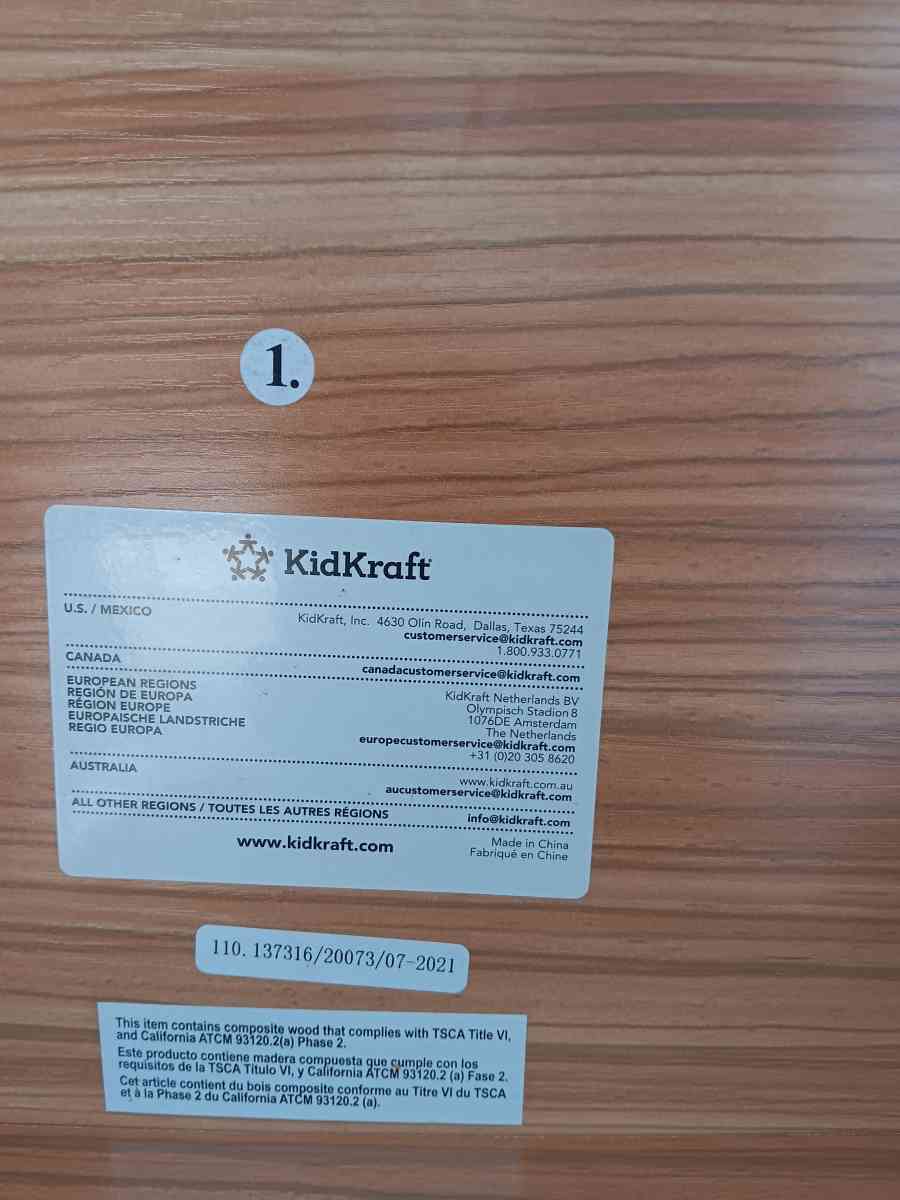 1.
KidKraft
U.S. / MEXICO
KidKraft, Inc. 4630 Olin Road, Dallas, Texas 75244
customerservice@kidkraft.com
1.800.933.0771
CANADA
canadacustomerservice@kidkraft.com
EUROPEAN REGIONS
REGIÓN DE EUROPA
RÉGION EUROPE
EUROPAISCHE LANDSTRICHE
REGIO EUROPA
KidKraft Netherlands BV
Olympisch Stadion 8
1076DE Amsterdam
The Netherlands
europecustomerservice@kidkraft.com
+31 (0)20 305 8620
AUSTRALIA
www.kidkraft.com.au
aucustomerservice@kidkraft.com
ALL OTHER REGIONS / TOUTES LES AUTRES RÉGIONS
info@kidkraft.com
www.kidkraft.com
Made in China
Fabriqué en Chine
110. 137316/20073/07-2021
This item contains composite wood that complies with TSCA Title VI,
and California ATCM 93120.2(a) Phase 2.
Este producto contiene madera compuesta que cumple con los
requisitos de la TSCA Titulo VI, y California ATCM 93120.2 (a) Fase 2.
Cet article contient du bois composite conforme au Titre VI du TSCA
et à la Phase 2 du California ATCM 93120.2 (a).